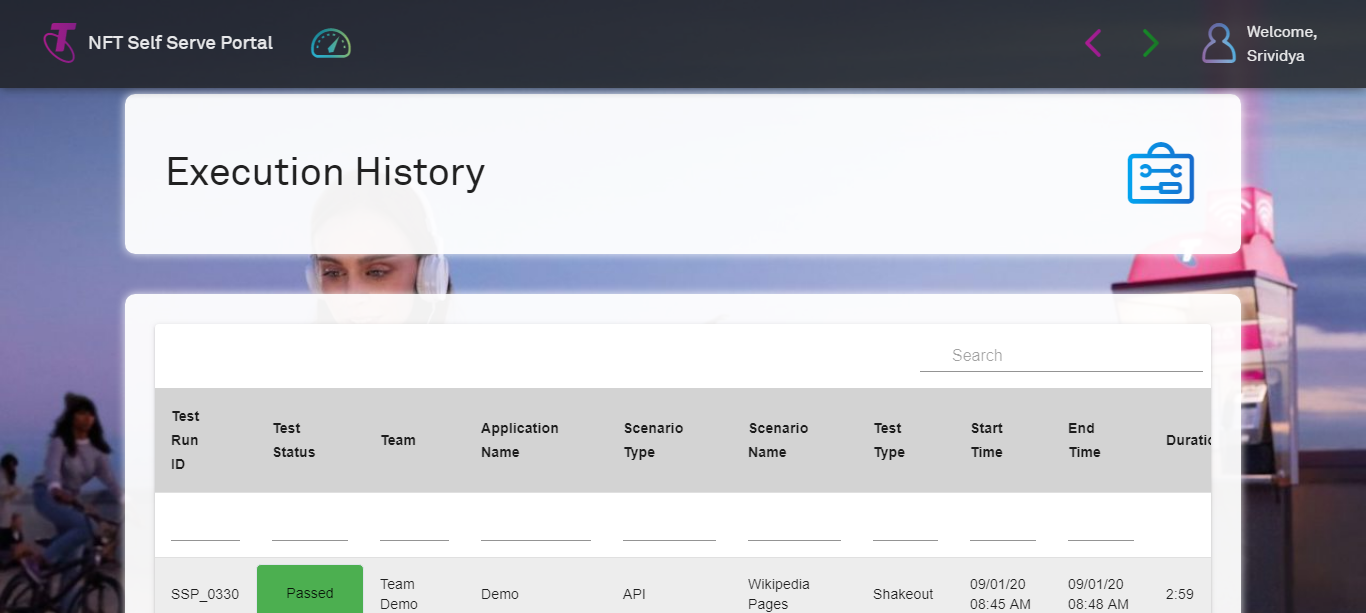 NFT Self Serve Portal
Welcome,
Srividya
Execution History
Search
Test
Run
ID
Test
Status
Team
Application
Name
Scenario
Type
Scenario
Name
Test
Type
Start
Time
End
Time
Duratio
SSP_0330
Passed
Team
Demo
Demo
API
Wikipedia
Pages
Shakeout
09/01/20
08:45 AM
09/01/20
08:48 AM
2:59